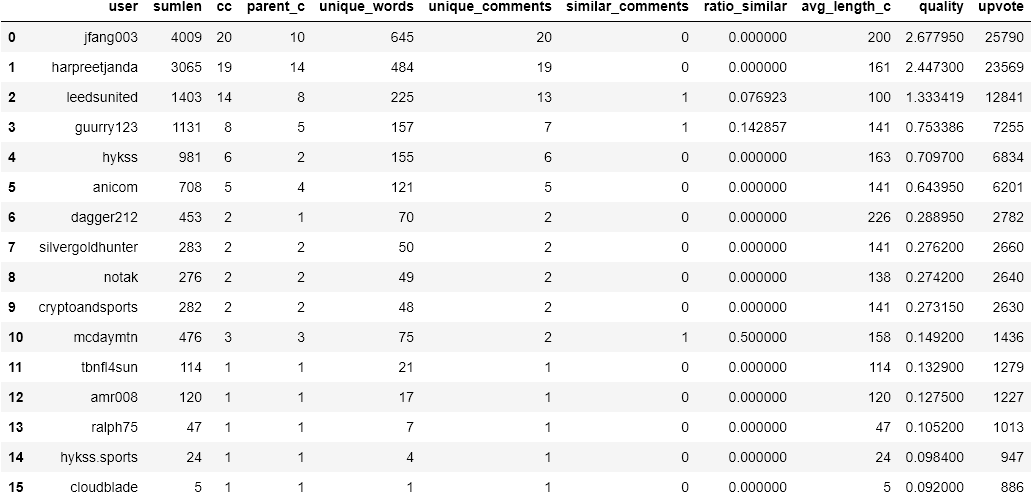 user sumlen cc parent_c unique_words unique_comments similar_comments ratio_similar avg_length_c quality upvote
0 jfang003 4009 20 10 645 20 0 0.000000 200 2.677950 25790
1 harpreetjanda 3065 19 14 484 19 0 0.000000 161 2.447300 23569
2 leedsunited 1403 14 8 225 13 1 0.076923 100 1.333419 12841
3 guurry123 1131 8 5 157 7 1 0.142857 141 0.753386 7255
4 hykss 981 6 2 155 6 0 0.000000 163 0.709700 6834
5 anicom 708 5 4 121 5 0 0.000000 141 0.643950 6201
6 dagger212 453 2 1 70 2 0 0.000000 226 0.288950 2782
7 silvergoldhunter 283 2 2 50 2 0 0.000000 141 0.276200 2660
8 notak 276 2 2 49 2 0 0.000000 138 0.274200 2640
9 cryptoandsports 282 2 2 48 2 0 0.000000 141 0.273150 2630
10 mcdaymtn 476 3 3 75 2 1 0.500000 158 0.149200 1436
11 tbnfl4sun 114 1 1 21 1 0 0.000000 114 0.132900 1279
12 amr008 120 1 1 17 1 0 0.000000 120 0.127500 1227
13 ralph75 47 1 1 7 1 0 0.000000 47 0.105200 1013
14 hykss.sports 24 1 1 4 1 0 0.000000 24 0.098400 947
15 cloudblade 5 1 1 1 1 0 0.000000 5 0.092000 886